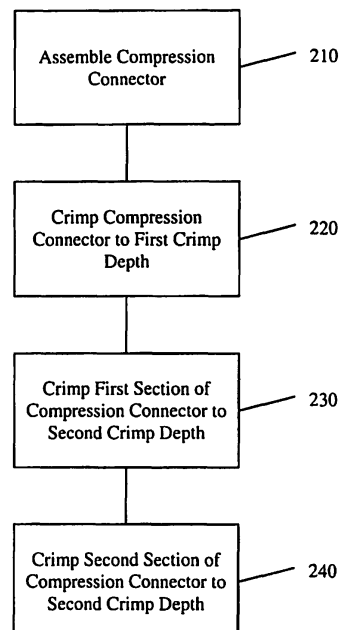 Assemble Compression
Connector
210
Crimp Compression
Connector to First Crimp
Depth
220
Crimp First Section of
Compression Connector to
Second Crimp Depth
230
Crimp Second Section of
Compression Connector to
Second Crimp Depth
240